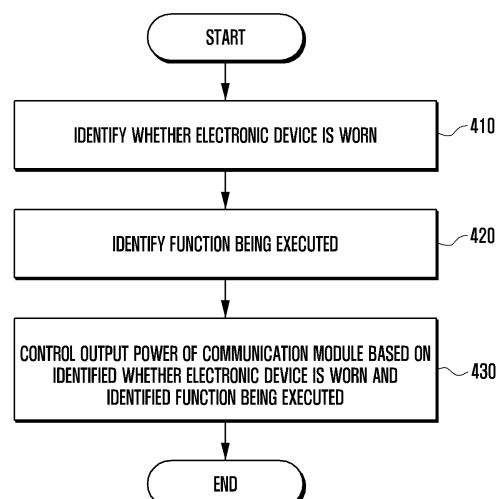 START
IDENTIFY WHETHER ELECTRONIC DEVICE IS WORN
410
IDENTIFY FUNCTION BEING EXECUTED
420
CONTROL OUTPUT POWER OF COMMUNICATION MODULE BASED ON
IDENTIFIED WHETHER ELECTRONIC DEVICE IS WORN AND
IDENTIFIED FUNCTION BEING EXECUTED
430
END